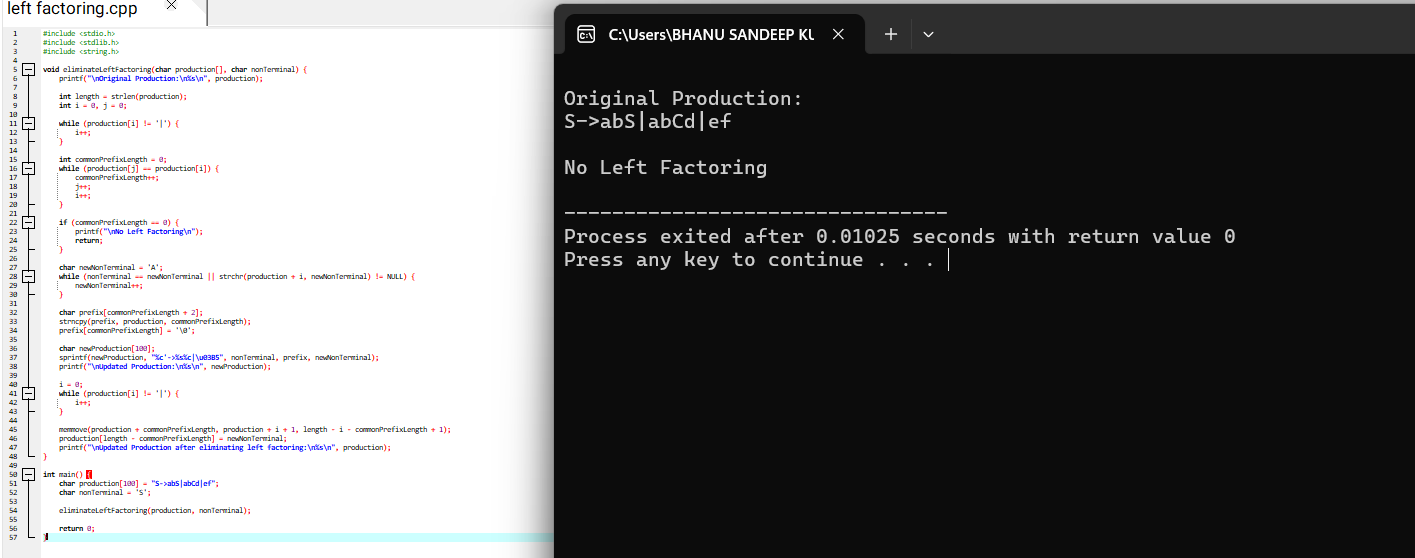 left factoring.cpp
1 #include <stdio.h>
2 #include <stdlib.h>
3 #include <string.h>
4
5 void eliminateLeftFactoring(char production[], char nonTerminal) {
6 printf("\nOriginal Production:\n%s\n", production);
7
8 int length = strlen(production);
9 int i = 0, j = 0;
10
11 while (production[i] != '|') {
12 i++;
13 }
14
15 int commonPrefixLength = 0;
16 while (production[j] == production[i]) {
17 commonPrefixLength++;
18 j++;
19 i++;
20 }
21
22 if (commonPrefixLength == 0) {
23 printf("\nNo Left Factoring\n");
24 return;
25 }
26
27 char newNonTerminal = 'A';
28 while (nonTerminal == newNonTerminal || strchr(production + i, newNonTerminal) != NULL) {
29 newNonTerminal++;
30 }
31
32 char prefix[commonPrefixLength + 2];
33 strncpy(prefix, production, commonPrefixLength);
34 prefix[commonPrefixLength] = '\0';
35
36 char newProduction[100];
37 sprintf(newProduction, "%c'->%s%c|\u03B5", nonTerminal, prefix, newNonTerminal);
38 printf("\nUpdated Production:\n%s\n", newProduction);
39
40 i = 0;
41 while (production[i] != '|') {
42 i++;
43 }
44
45 memmove(production + commonPrefixLength, production + i + 1, length - i - commonPrefixLength + 1);
46 production[length - commonPrefixLength] = newNonTerminal;
47 printf("\nUpdated Production after eliminating left factoring:\n%s\n", production);
48 }
49
50 int main() {
51 char production[100] = "S->abS|abCd|ef";
52 char nonTerminal = 'S';
53
54 eliminateLeftFactoring(production, nonTerminal);
55
56 return 0;
57 }
C:\Users\BHANU SANDEEP KU
Original Production:
S->abS|abCd|ef
No Left Factoring
--------------------------------
Process exited after 0.01025 seconds with return value 0
Press any key to continue . . .